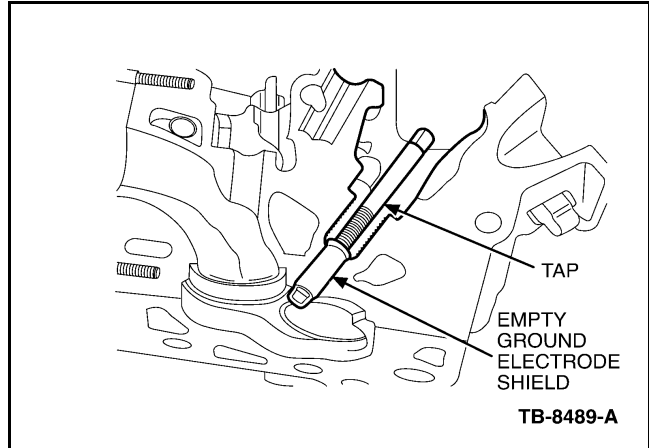 TAP
EMPTY
GROUND
ELECTRODE
SHIELD
TB-8489-A